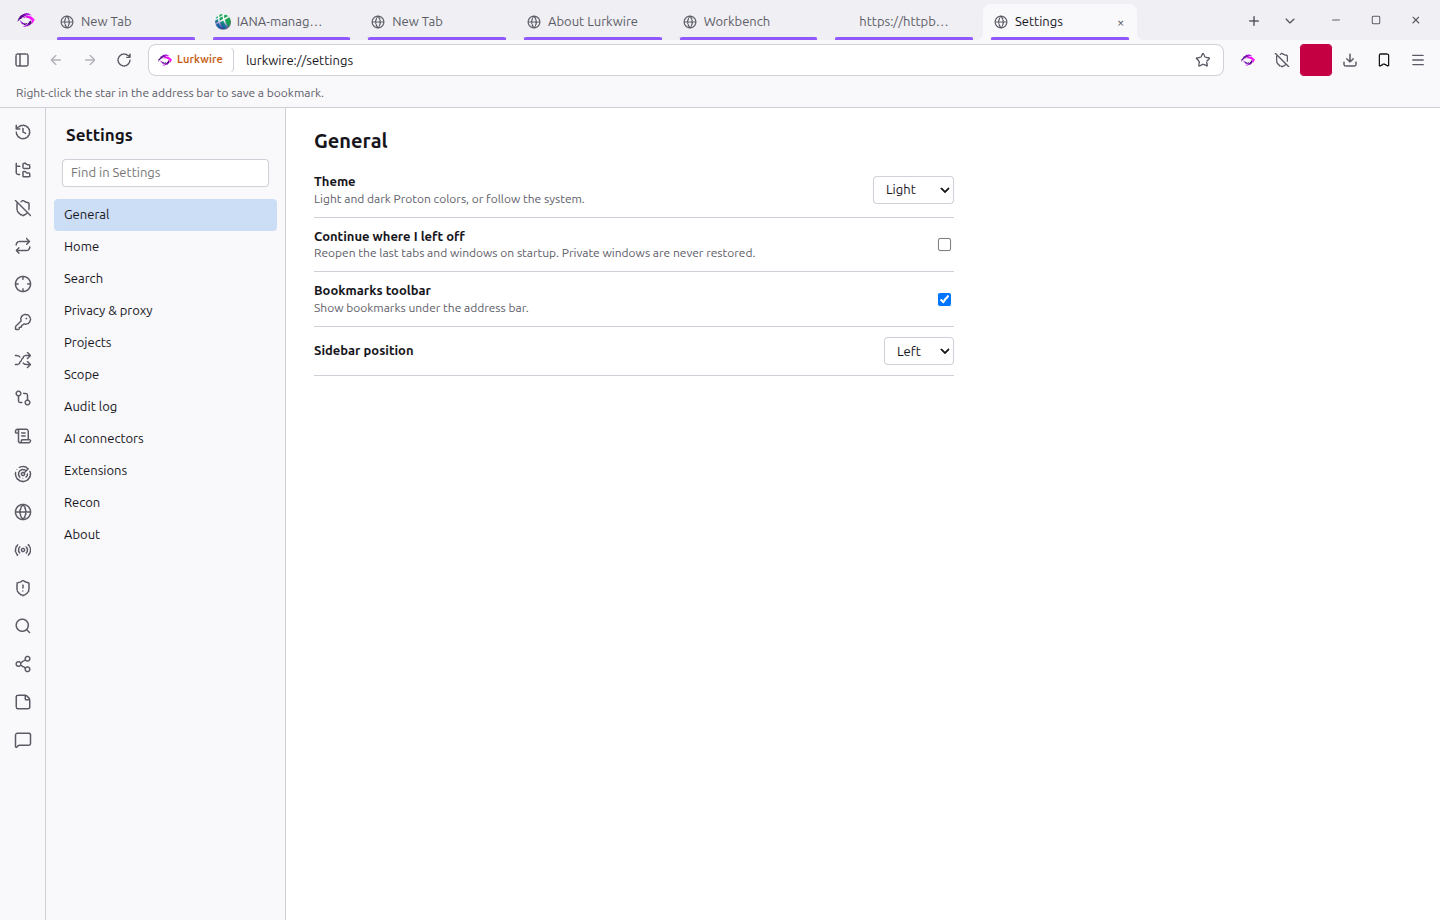 New Tab
IANA-manag...
New Tab
About Lurkwire
Workbench
https://httpb...
Settings
Lurkwire
lurkwire://settings
Right-click the star in the address bar to save a bookmark.
Settings
Find in Settings
General
Home
Search
Privacy & proxy
Projects
Scope
Audit log
AI connectors
Extensions
Recon
About
General
Theme
Light and dark Proton colors, or follow the system.
Light
Continue where I left off
Reopen the last tabs and windows on startup. Private windows are never restored.
Bookmarks toolbar
Show bookmarks under the address bar.
Sidebar position
Left